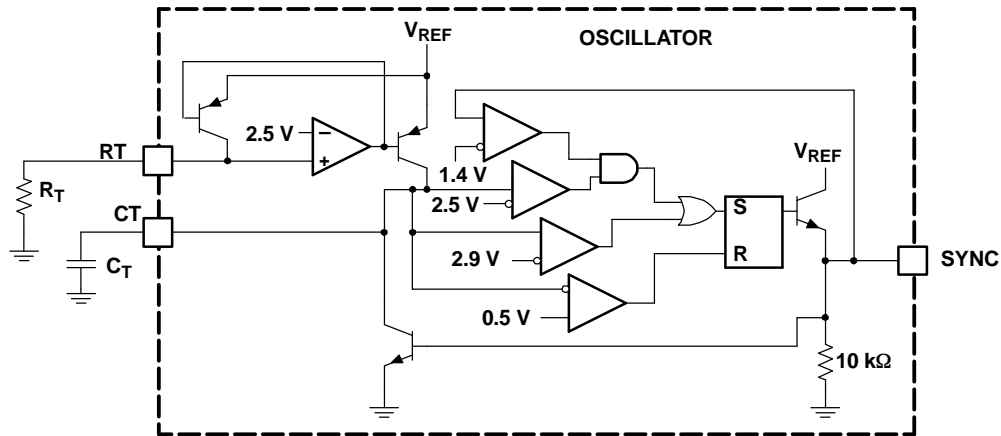 OSCILLATOR
VREF
2.5 V
RT
RT
CT
CT
1.4 V
2.5 V
2.9 V
0.5 V
S
R
VREF
SYNC
10 kΩ
−
+